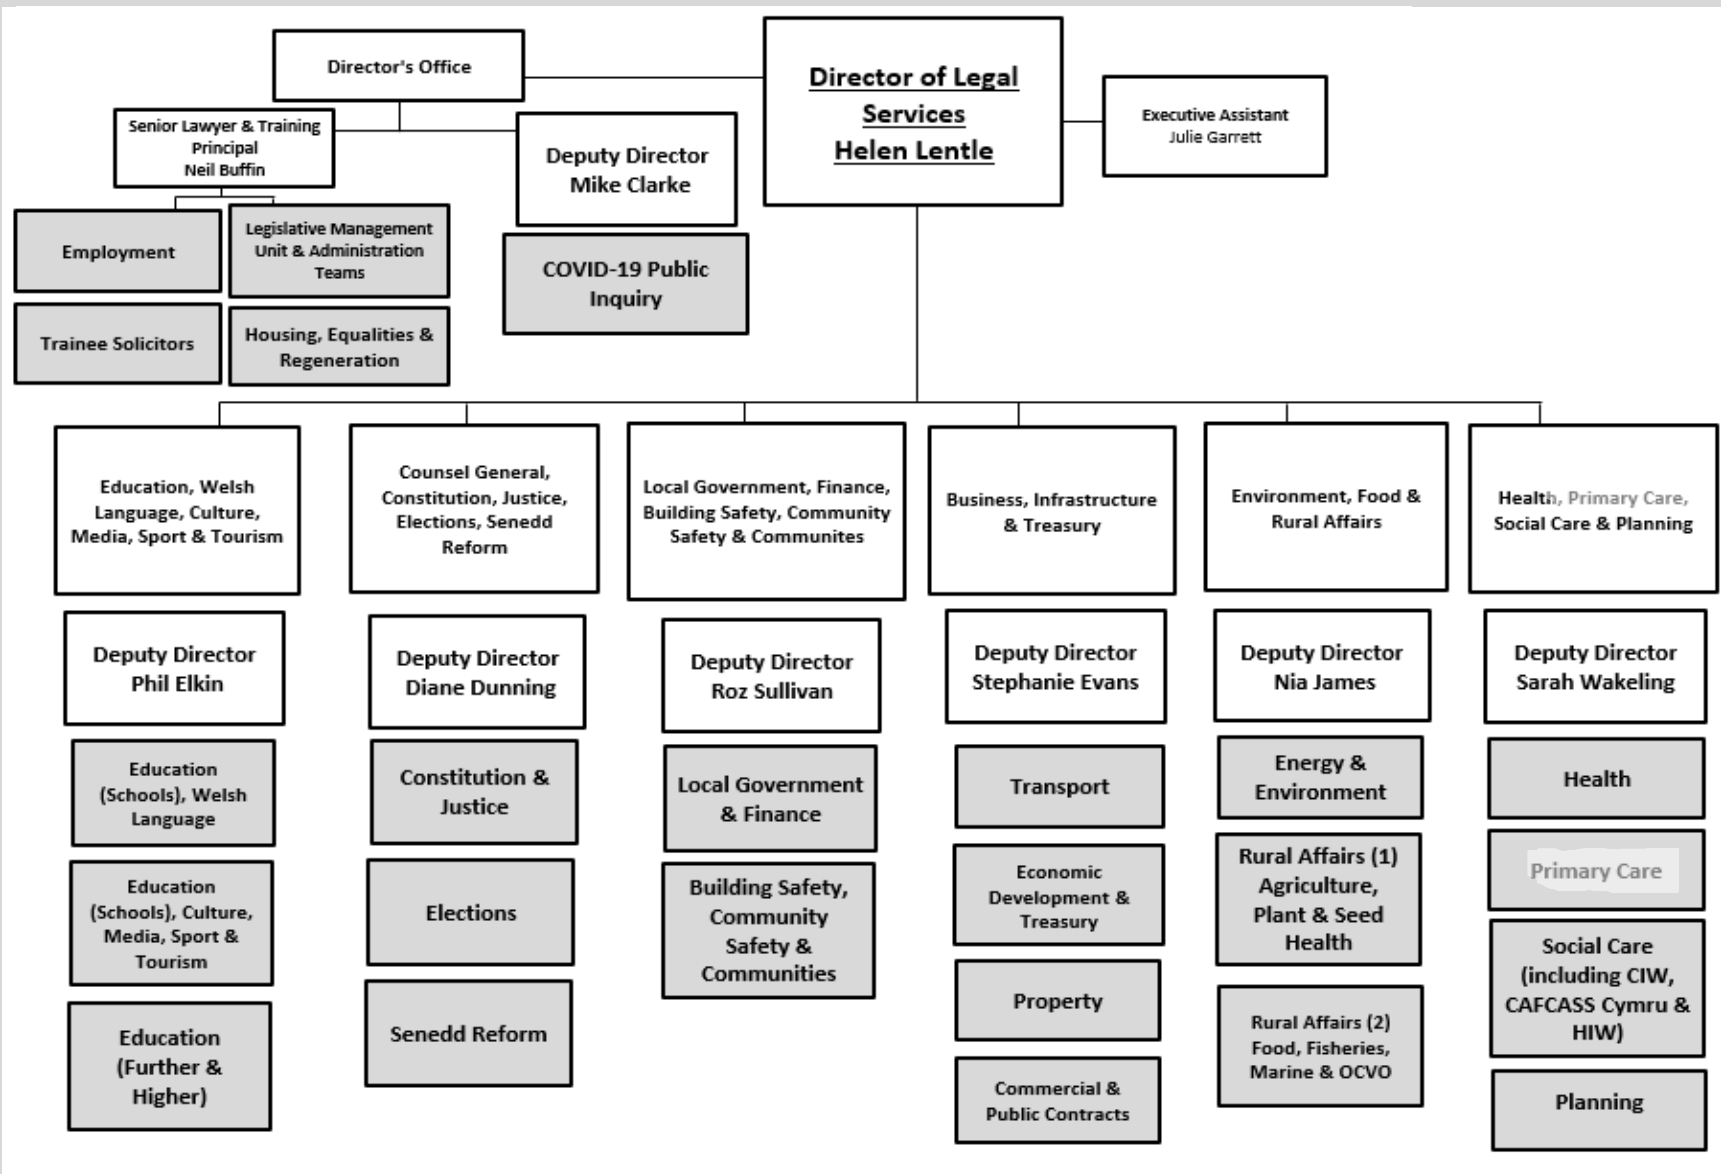 Director's Office
Director of Legal
Services
Helen Lentle
Executive Assistant
Julie Garrett
Senior Lawyer & Training
Principal
Neil Buffin
Deputy Director
Mike Clarke
Employment
Legislative Management
Unit & Administration
Teams
COVID-19 Public
Inquiry
Trainee Solicitors
Housing, Equalities &
Regeneration
Education, Welsh
Language, Culture,
Media, Sport & Tourism
Counsel General,
Constitution, Justice,
Elections, Senedd
Reform
Local Government, Finance,
Building Safety, Community
Safety & Communites
Business, Infrastructure
& Treasury
Environment, Food &
Rural Affairs
Health, Primary Care,
Social Care & Planning
Deputy Director
Phil Elkin
Deputy Director
Diane Dunning
Deputy Director
Roz Sullivan
Deputy Director
Stephanie Evans
Deputy Director
Nia James
Deputy Director
Sarah Wakeling
Education
(Schools), Welsh
Language
Constitution &
Justice
Local Government
& Finance
Transport
Energy &
Environment
Health
Education
(Schools), Culture,
Media, Sport &
Tourism
Elections
Building Safety,
Community
Safety &
Communities
Economic
Development &
Treasury
Rural Affairs (1)
Agriculture,
Plant & Seed
Health
Primary Care
Education
(Further &
Higher)
Senedd Reform
Property
Rural Affairs (2)
Food, Fisheries,
Marine & OCVO
Social Care
(including CIW,
CAFCASS Cymru &
HIW)
Commercial &
Public Contracts
Planning